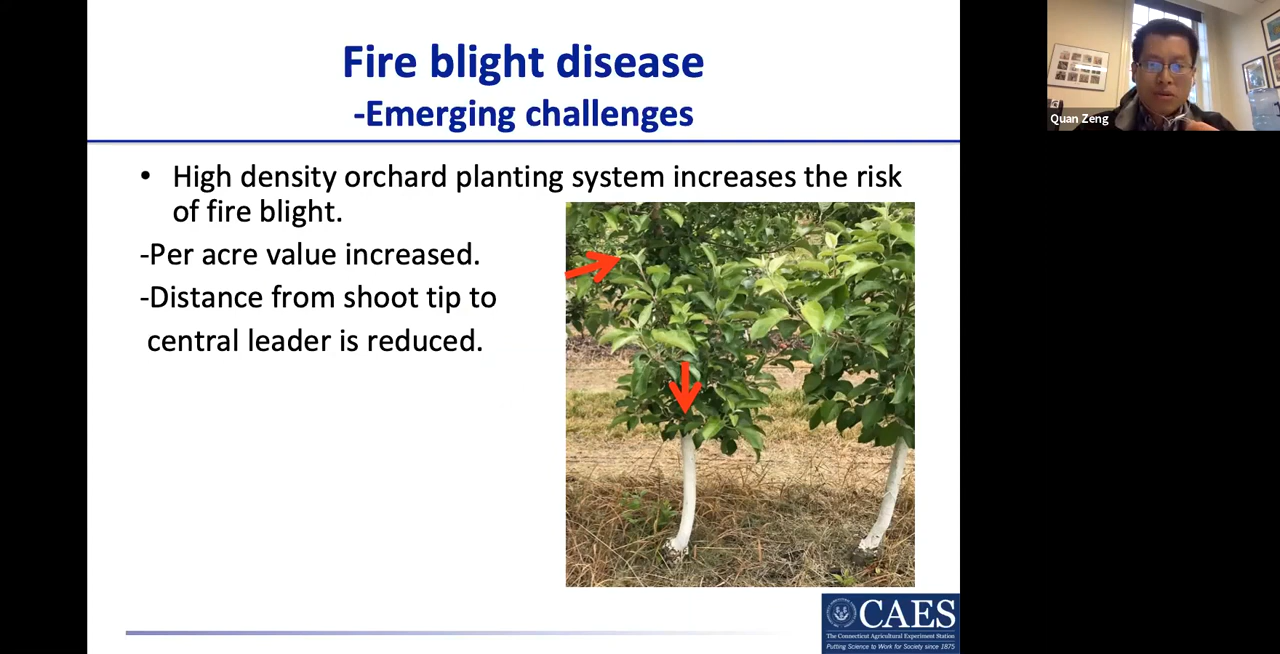 Fire blight disease
-Emerging challenges
• High density orchard planting system increases the risk
of fire blight.
-Per acre value increased.
-Distance from shoot tip to
central leader is reduced.
CAES
The Connecticut Agricultural Experiment Station
Putting Science to Work for Society since 1875
Quan Zeng